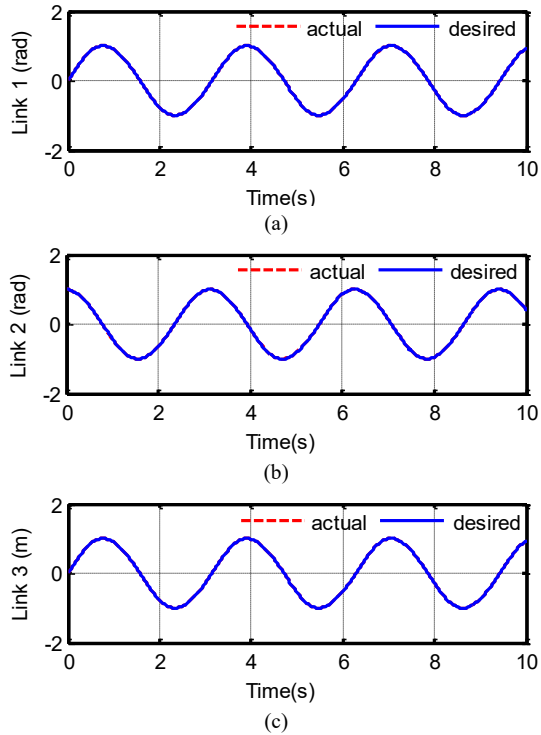 2
actual
desired
Link 1 (rad)
0
-2
0
2
4
6
8
10
Time(s)
(a)
2
actual
desired
Link 2 (rad)
0
-2
0
2
4
6
8
10
Time(s)
(b)
2
actual
desired
Link 3 (m)
0
-2
0
2
4
6
8
10
Time(s)
(c)